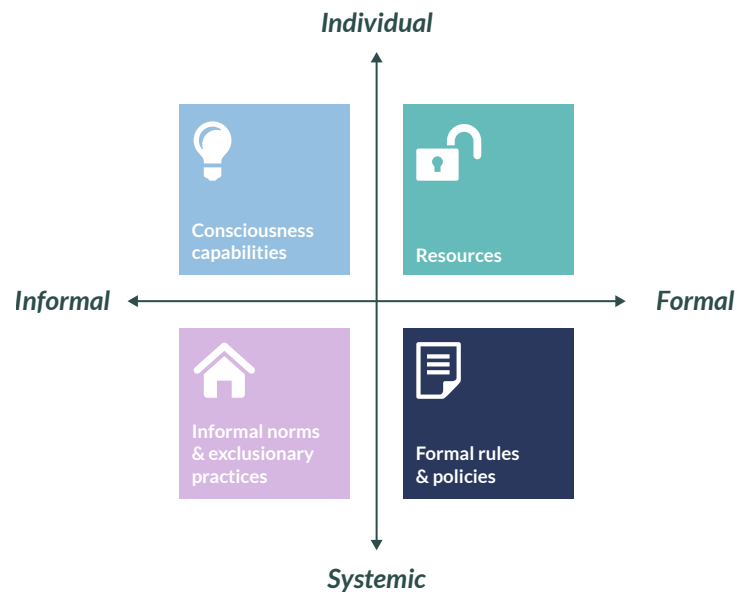 Individual
Consciousness
capabilities
Resources
Informal
Formal
Informal norms
& exclusionary
practices
Formal rules
& policies
Systemic